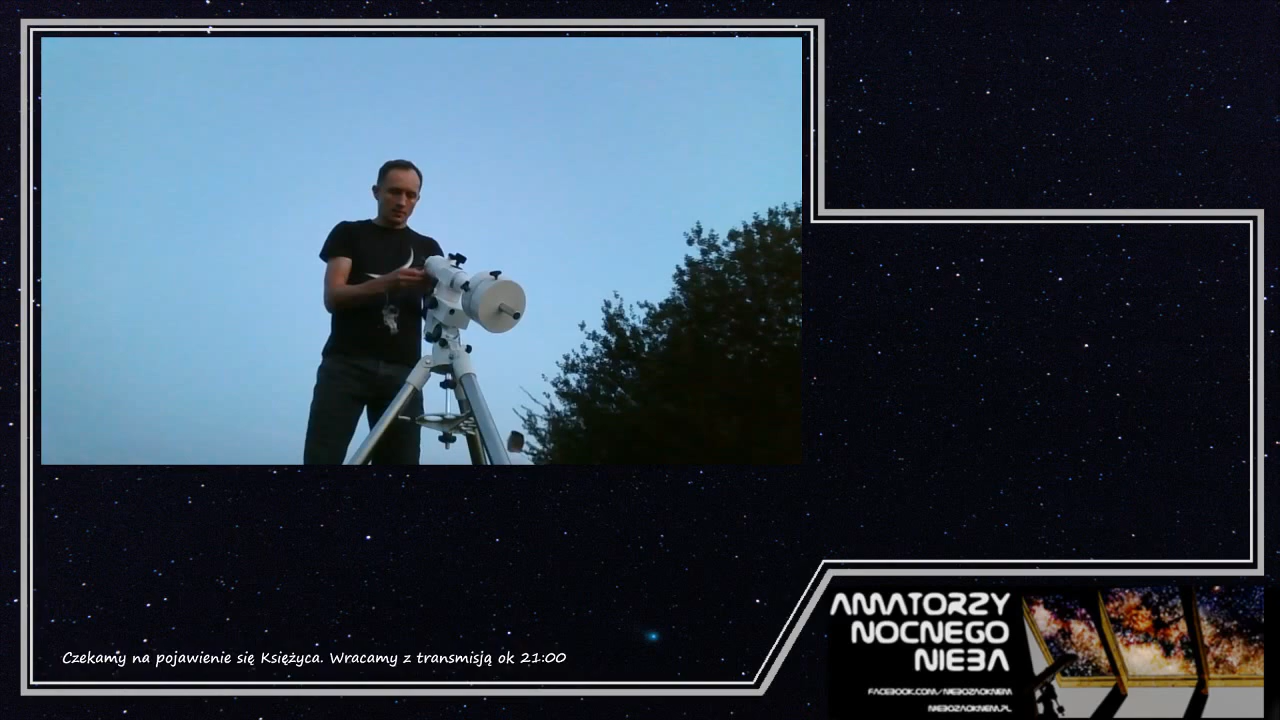 Czekamy na pojawienie się Księżyca. Wracamy z transmisją ok 21:00
AMATORZY
NOCNEGO
NIEBA
FACEBOOK.COM/NIEBOZAOKNEM
NIEBOZAOKNEM.PL